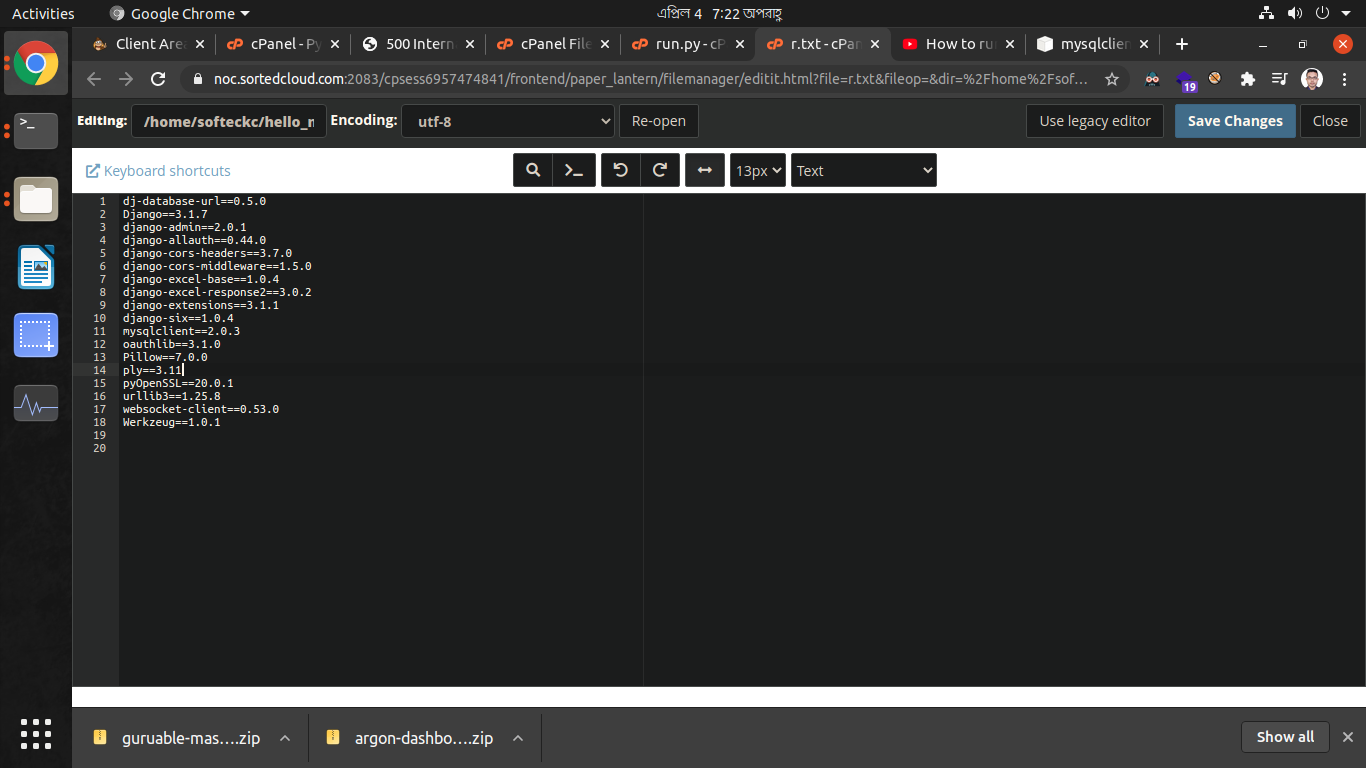 Activities
Google Chrome
এপ্রিল 4 7:22 অপরাহ্ণ
Client Area
cPanel - Py
500 Intern
cPanel File
run.py - cP
r.txt - cPan
How to run
mysqlclien
noc.sortedcloud.com:2083/cpsess6957474841/frontend/paper_lantern/filemanager/editit.html?file=r.txt&fileop=&dir=%2Fhome%2Fsof…
19
Editing:
/home/softeckc/hello_r
Encoding:
utf-8
Re-open
Use legacy editor
Save Changes
Close
Keyboard shortcuts
13px
Text
1 dj-database-url==0.5.0
2 Django==3.1.7
3 django-admin==2.0.1
4 django-allauth==0.44.0
5 django-cors-headers==3.7.0
6 django-cors-middleware==1.5.0
7 django-excel-base==1.0.4
8 django-excel-response2==3.0.2
9 django-extensions==3.1.1
10 django-six==1.0.4
11 mysqlclient==2.0.3
12 oauthlib==3.1.0
13 Pillow==7.0.0
14 ply==3.11
15 pyOpenSSL==20.0.1
16 urllib3==1.25.8
17 websocket-client==0.53.0
18 Werkzeug==1.0.1
19
20
guruable-mas….zip
argon-dashbo….zip
Show all